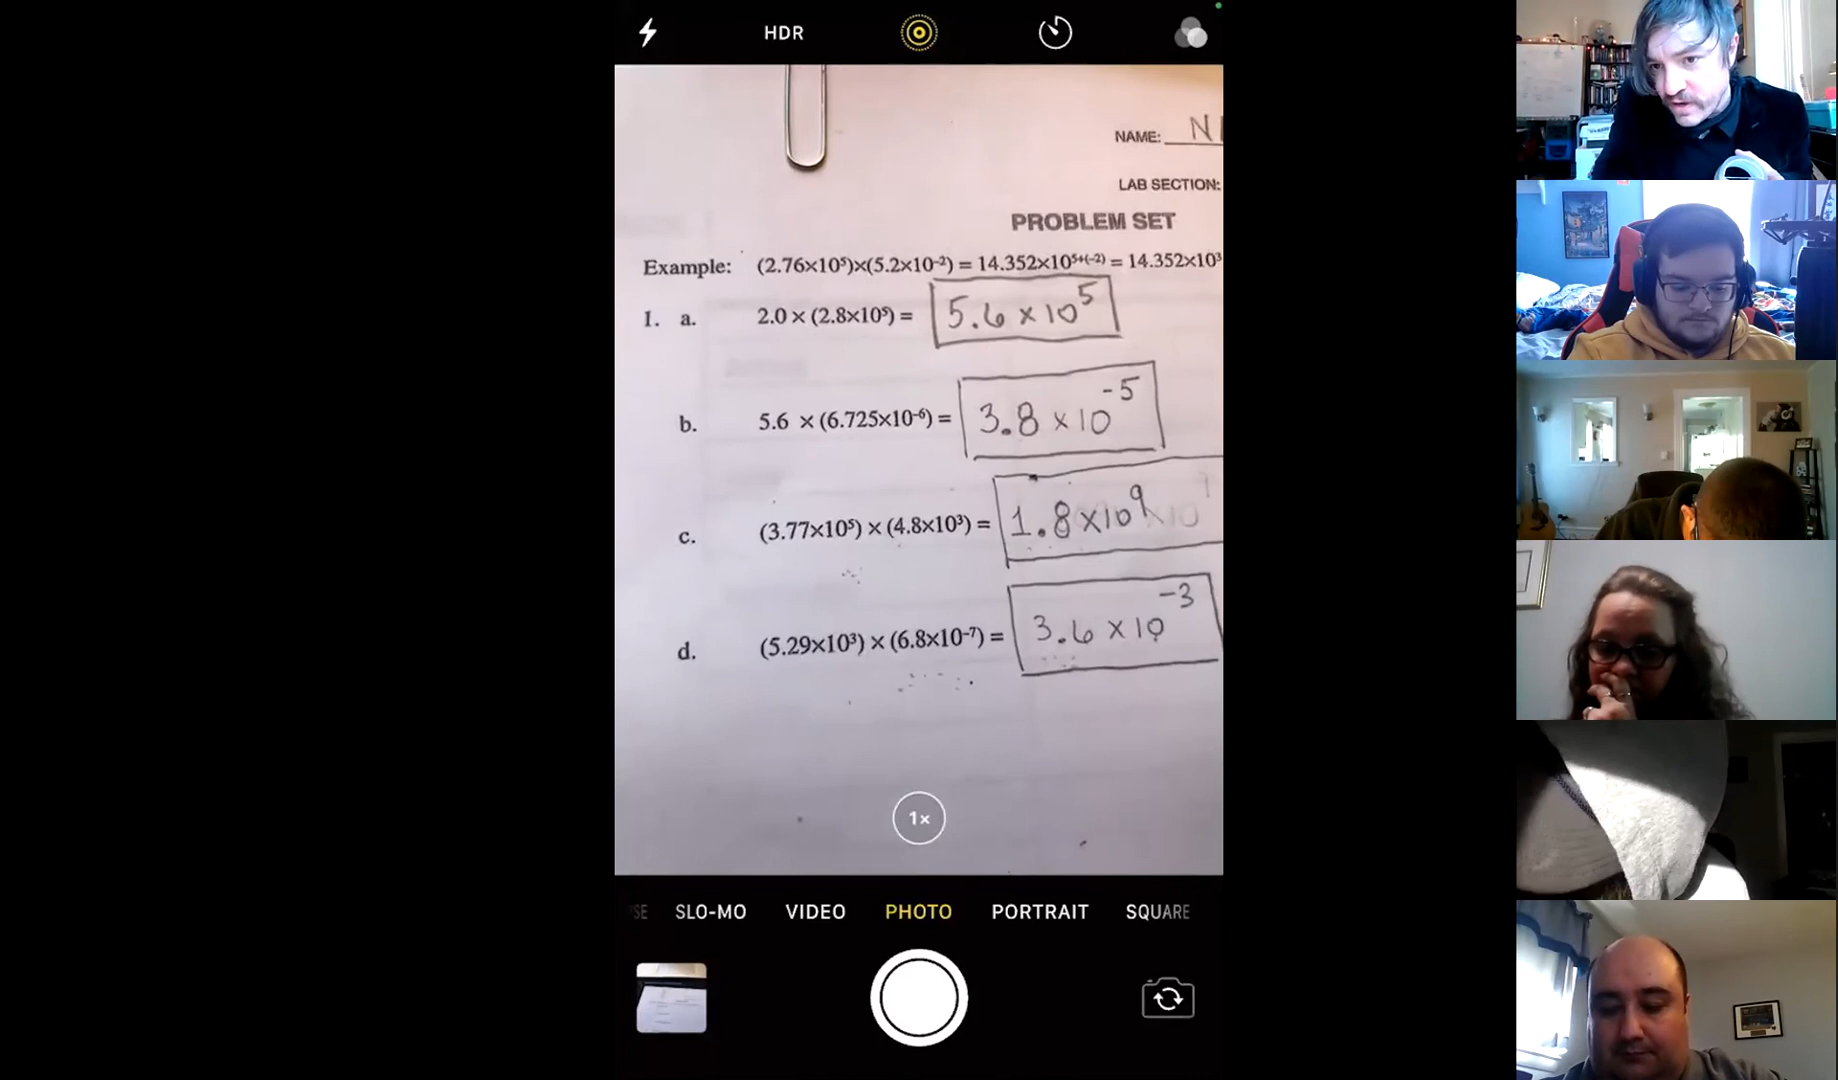 HDR
NAME: NI
LAB SECTION:
PROBLEM SET
Example: (2.76×10⁵)×(5.2×10⁻²) = 14.352×10⁵⁺⁽⁻²⁾ = 14.352×10³
1. a. 2.0 × (2.8×10⁵) = 5.6 × 10⁵
b. 5.6 × (6.725×10⁻⁶) = 3.8 × 10⁻⁵
c. (3.77×10⁵) × (4.8×10³) = 1.8 × 10⁹
d. (5.29×10³) × (6.8×10⁻⁷) = 3.6 × 10⁻³
1×
SE SLO-MO VIDEO PHOTO PORTRAIT SQUARE